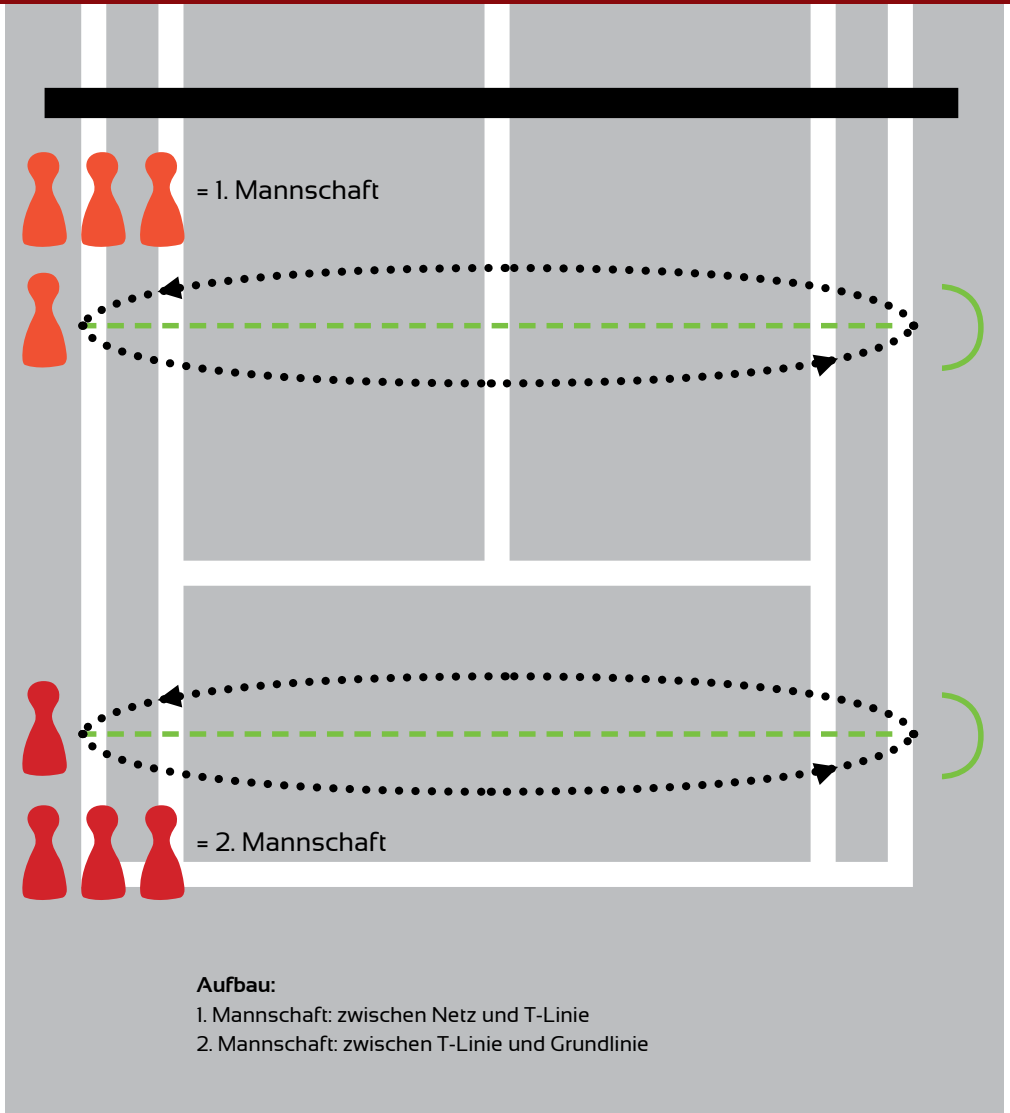 = 1. Mannschaft
= 2. Mannschaft
Aufbau:
1. Mannschaft: zwischen Netz und T-Linie
2. Mannschaft: zwischen T-Linie und Grundlinie